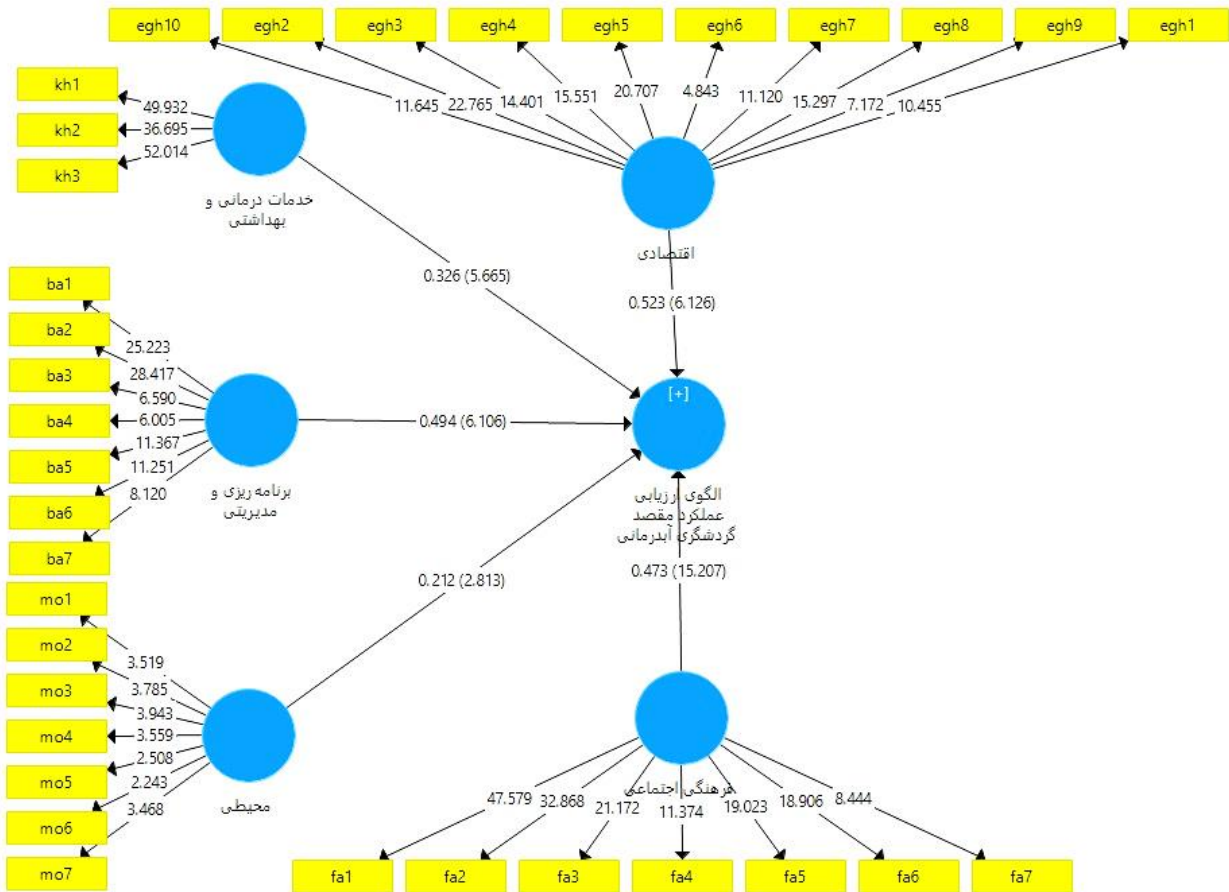 egh10 egh2 egh3 egh4 egh5 egh6 egh7 egh8 egh9 egh1
11.645 22.765 14.401 15.551 20.707 4.843 11.120 15.297 7.172 10.455
kh1
kh2
kh3
49.932
36.695
52.014
خدمات درمانی و
بهداشتی
اقتصادی
0.326 (5.665)
0.523 (6.126)
ba1
ba2
ba3
ba4
ba5
ba6
ba7
25.223
28.417
6.590
6.005
11.367
11.251
8.120
برنامه ریزی و
مدیریتی
0.494 (6.106)
[+]
الگوی ارزیابی
عملکرد مقصد
گردشگری آبدرمانی
0.212 (2.813)
0.473 (15.207)
mo1
mo2
mo3
mo4
mo5
mo6
mo7
3.519
3.785
3.943
3.559
2.508
2.243
3.468
محیطی
فرهنگی اجتماعی
47.579 32.868 21.172 11.374 19.023 18.906 8.444
fa1 fa2 fa3 fa4 fa5 fa6 fa7